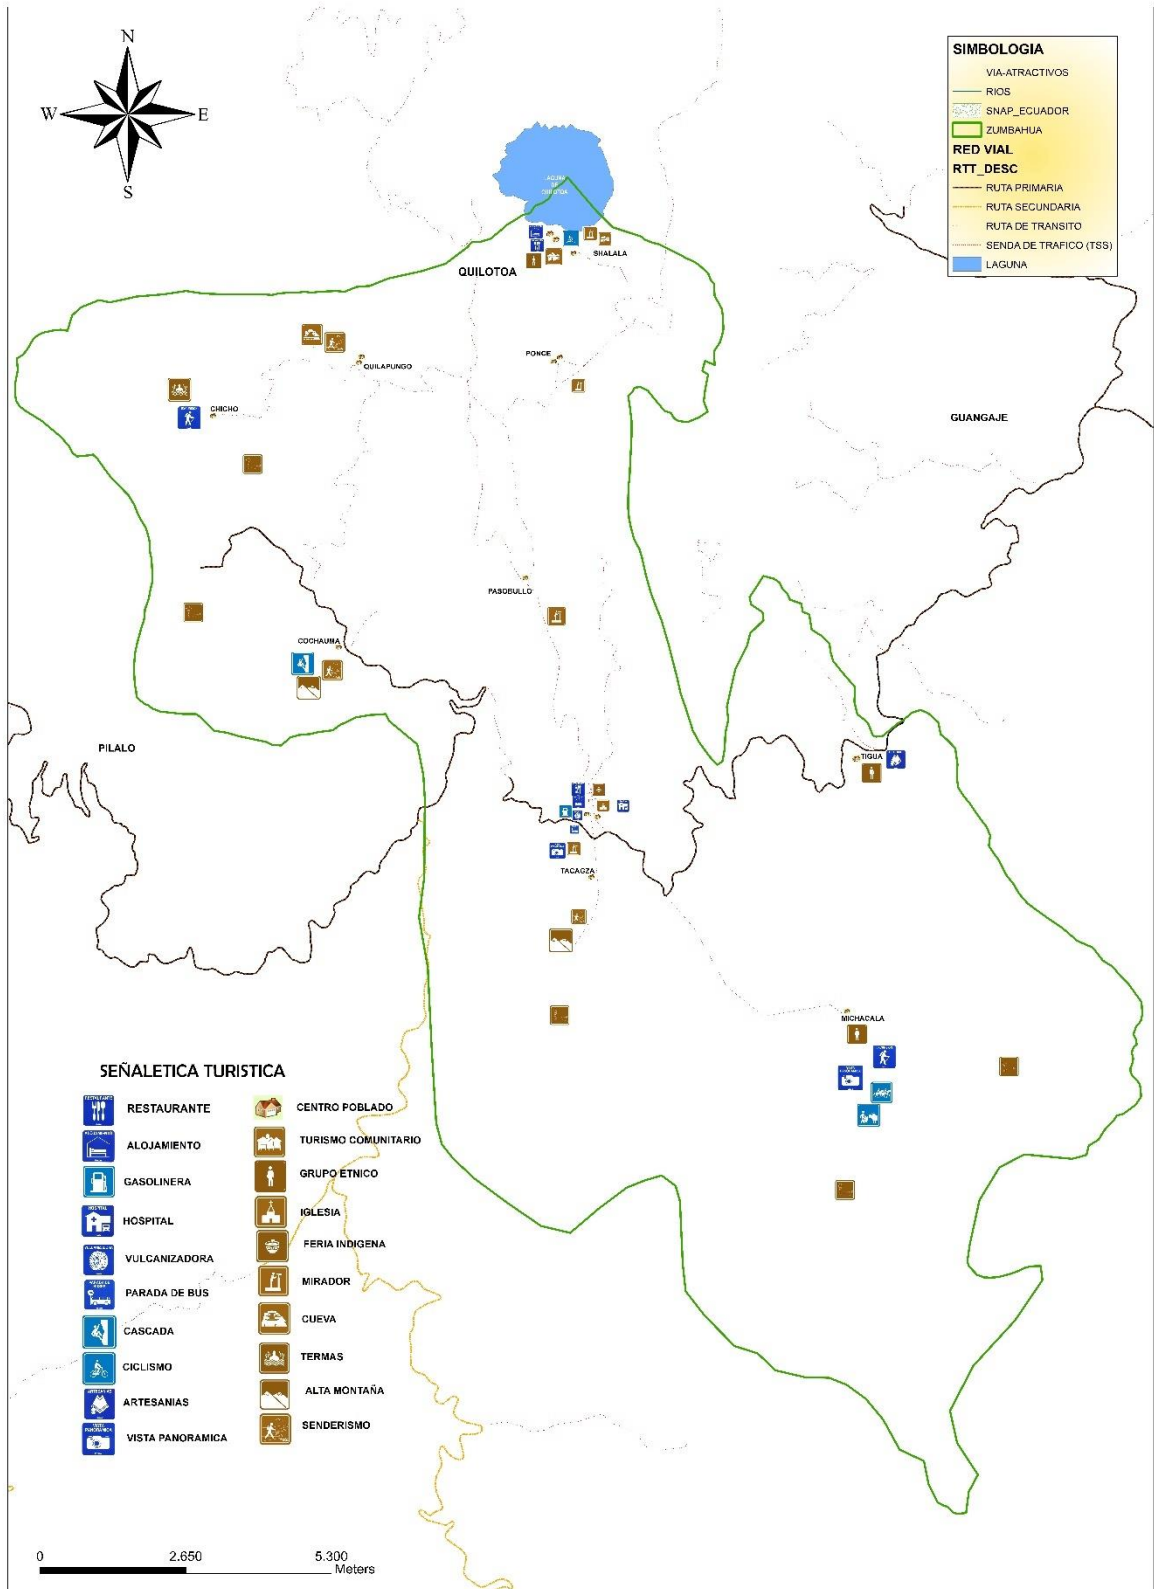 N
W
E
S
SIMBOLOGIA
VIA-ATRACTIVOS
RIOS
SNAP_ECUADOR
ZUMBAHUA
RED VIAL
RTT_DESC
RUTA PRIMARIA
RUTA SECUNDARIA
RUTA DE TRANSITO
SENDA DE TRAFICO (TSS)
LAGUNA
LAGUNA
DE
QUILOTOA
SHALALA
QUILOTOA
PONCE
QUILAPUNGO
CHICHO
GUANGAJE
PASOBULLO
COCHAUMA
PILALO
TIGUA
TACAGZA
MICHACALA
SEÑALETICA TURISTICA
RESTAURANTE
ALOJAMIENTO
GASOLINERA
HOSPITAL
VULCANIZADORA
PARADA DE BUS
CASCADA
CICLISMO
ARTESANIAS
VISTA PANORAMICA
CENTRO POBLADO
TURISMO COMUNITARIO
GRUPO ETNICO
IGLESIA
FERIA INDIGENA
MIRADOR
CUEVA
TERMAS
ALTA MONTAÑA
SENDERISMO
0
2.650
5.300
Meters